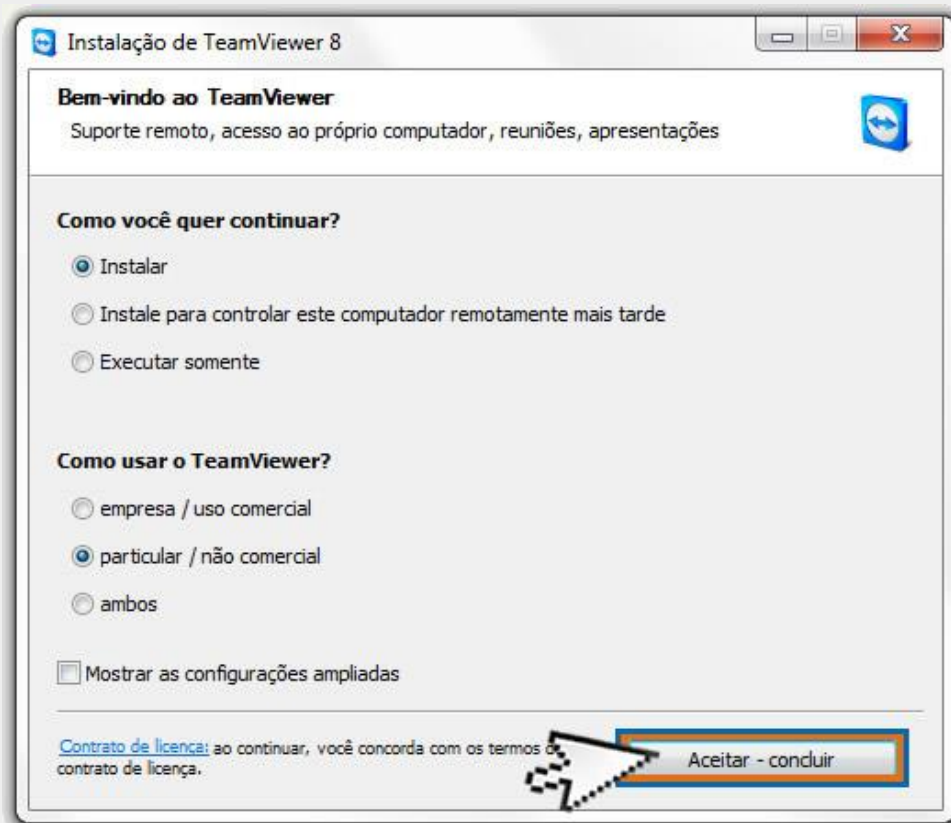 Instalação de TeamViewer 8
Bem-vindo ao TeamViewer
Suporte remoto, acesso ao próprio computador, reuniões, apresentações
Como você quer continuar?
Instalar
Instale para controlar este computador remotamente mais tarde
Executar somente
Como usar o TeamViewer?
empresa / uso comercial
particular / não comercial
ambos
Mostrar as configurações ampliadas
Contrato de licença: ao continuar, você concorda com os termos
contrato de licença.
Aceitar - concluir